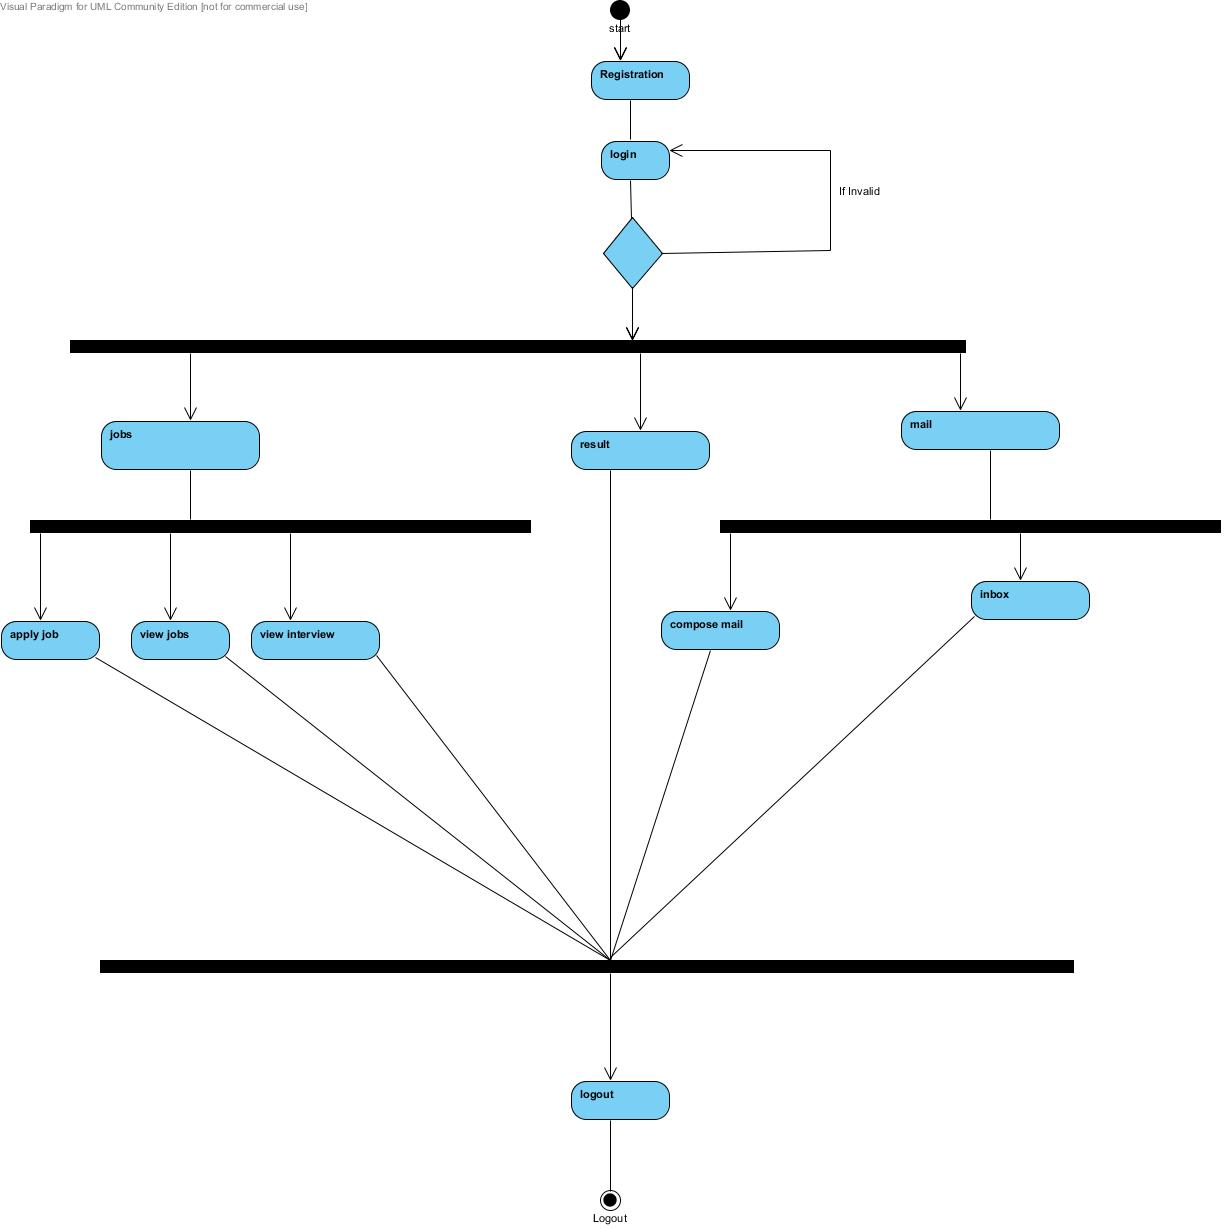 Visual Paradigm for UML Community Edition [not for commercial use]
start
Registration
login
If Invalid
jobs
result
mail
apply job
view jobs
view interview
compose mail
inbox
logout
Logout